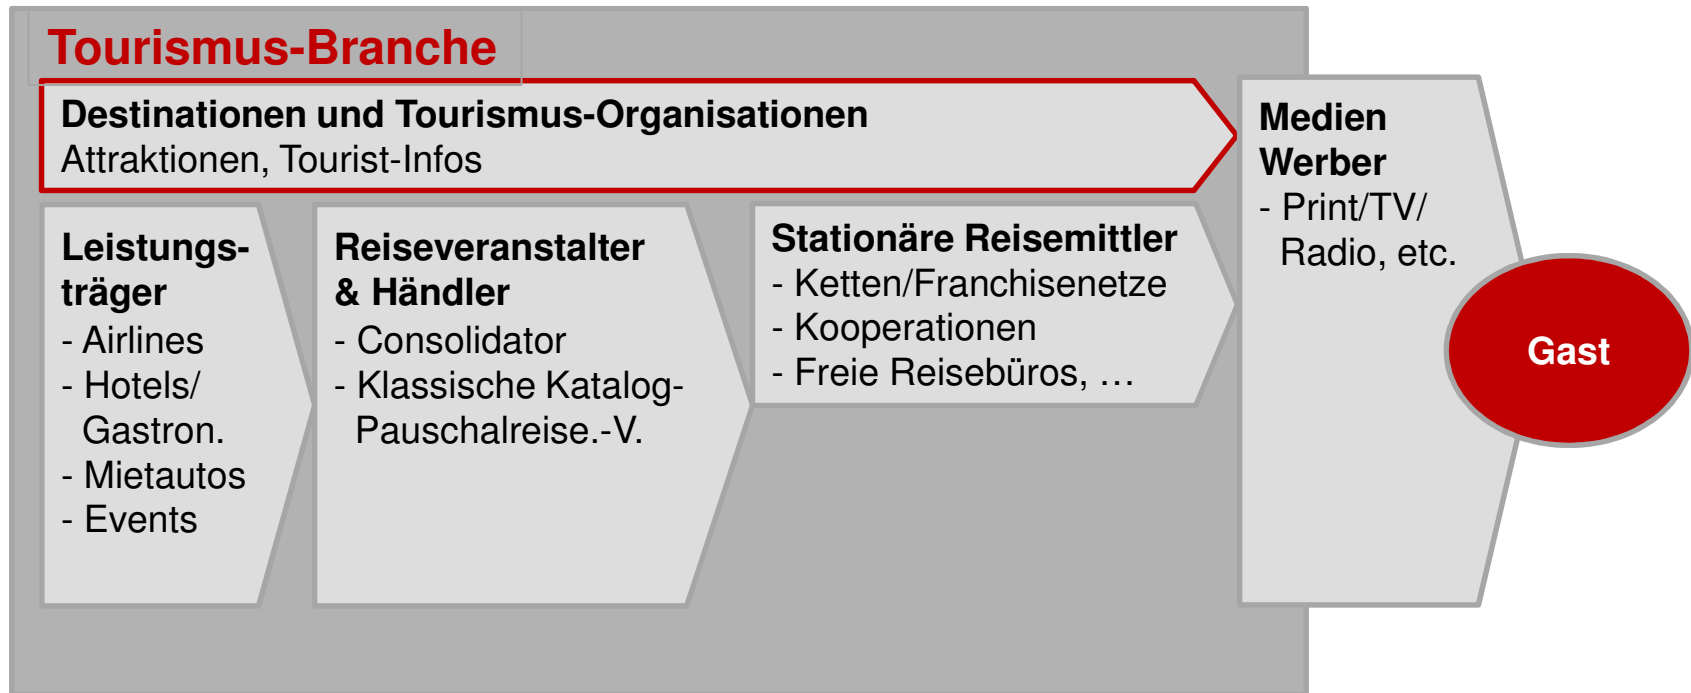 Tourismus-Branche
Destinationen und Tourismus-Organisationen
Attraktionen, Tourist-Infos
Leistungs-
träger
- Airlines
- Hotels/
Gastron.
- Mietautos
- Events
Reiseveranstalter
& Händler
- Consolidator
- Klassische Katalog-
Pauschalreise.-V.
Stationäre Reisemittler
- Ketten/Franchisenetze
- Kooperationen
- Freie Reisebüros, …
Medien
Werber
- Print/TV/
Radio, etc.
Gast